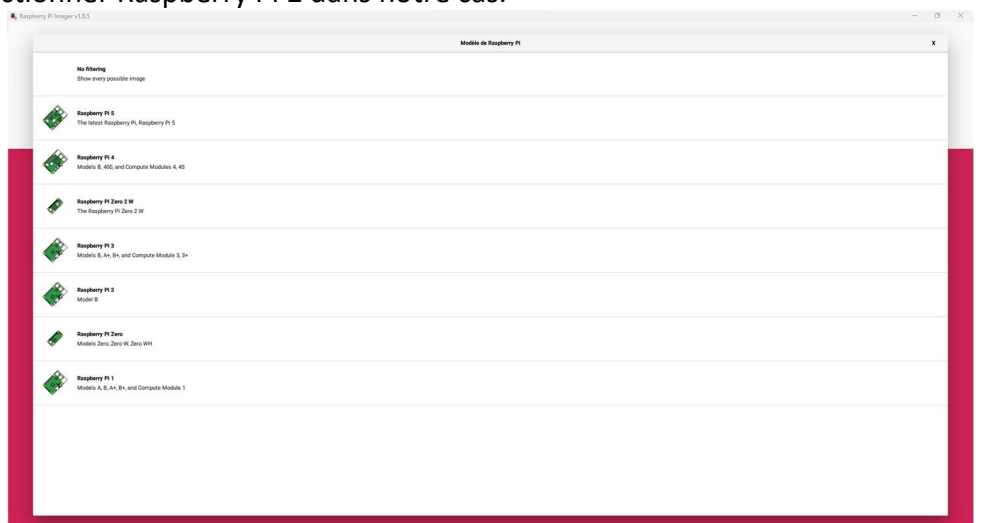 Raspberry Pi 2 dans notre cas.
Raspberry Pi Imager v1.8.5
Modèle de Raspberry Pi
X
No filtering
Show every possible image
Raspberry Pi 5
The latest Raspberry Pi, Raspberry Pi 5
Raspberry Pi 4
Models B, 400, and Compute Modules 4, 4S
Raspberry Pi Zero 2 W
The Raspberry Pi Zero 2 W
Raspberry Pi 3
Models B, A+, B+, and Compute Module 3, 3+
Raspberry Pi 2
Model B
Raspberry Pi Zero
Models Zero, Zero W, Zero WH
Raspberry Pi 1
Models A, B, A+, B+, and Compute Module 1